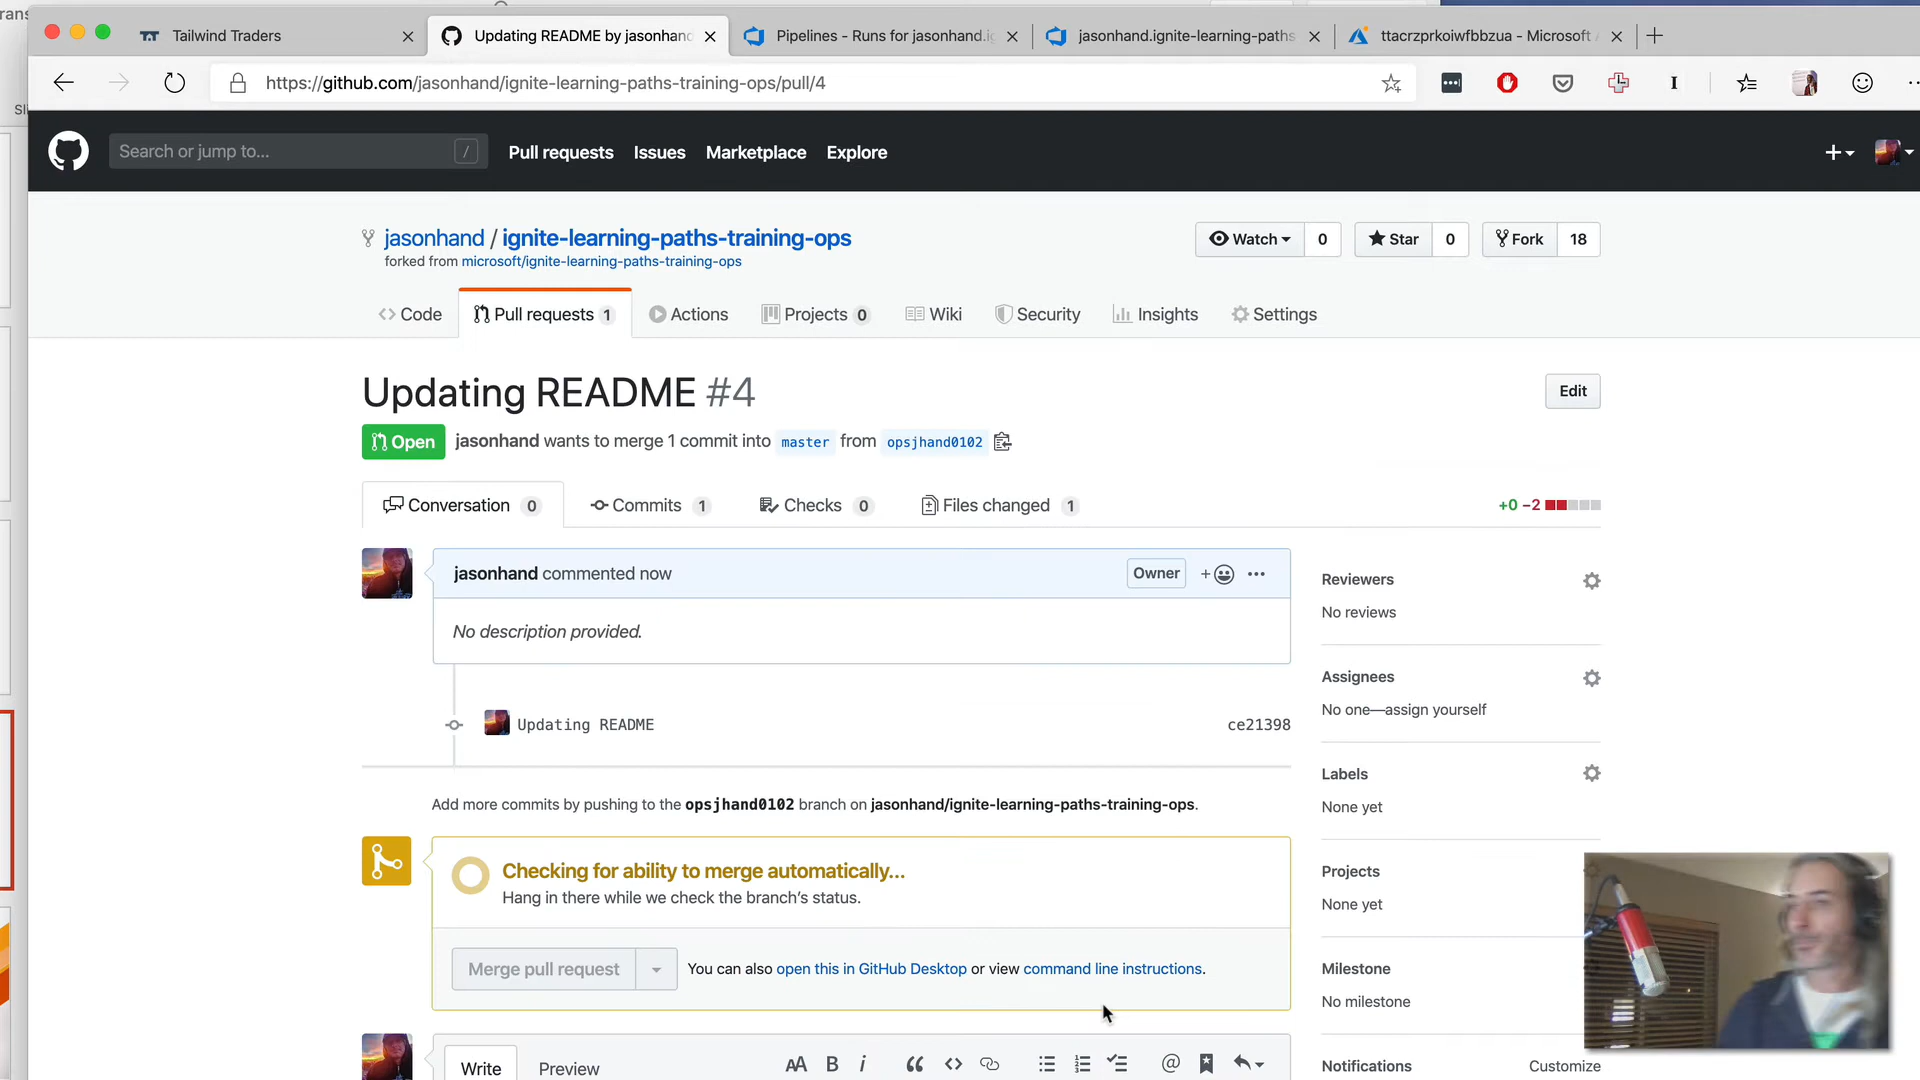 rans
Tailwind Traders
Updating README by jasonhand
Pipelines - Runs for jasonhand.ig
jasonhand.ignite-learning-paths
ttacrzprkoiwfbbzua - Microsoft A
https://github.com/jasonhand/ignite-learning-paths-training-ops/pull/4
Sl
Search or jump to...
/
Pull requests
Issues
Marketplace
Explore
jasonhand / ignite-learning-paths-training-ops
forked from microsoft/ignite-learning-paths-training-ops
Watch 0
Star 0
Fork 18
Code
Pull requests 1
Actions
Projects 0
Wiki
Security
Insights
Settings
Updating README #4
Edit
Open
jasonhand wants to merge 1 commit into master from opsjhand0102
Conversation 0
Commits 1
Checks 0
Files changed 1
+0 −2
jasonhand commented now
Owner
No description provided.
Updating README
ce21398
Add more commits by pushing to the opsjhand0102 branch on jasonhand/ignite-learning-paths-training-ops.
Checking for ability to merge automatically...
Hang in there while we check the branch's status.
Merge pull request
You can also open this in GitHub Desktop or view command line instructions.
Write
Preview
AA B i
Reviewers
No reviews
Assignees
No one—assign yourself
Labels
None yet
Projects
None yet
Milestone
No milestone
Notifications
Customize